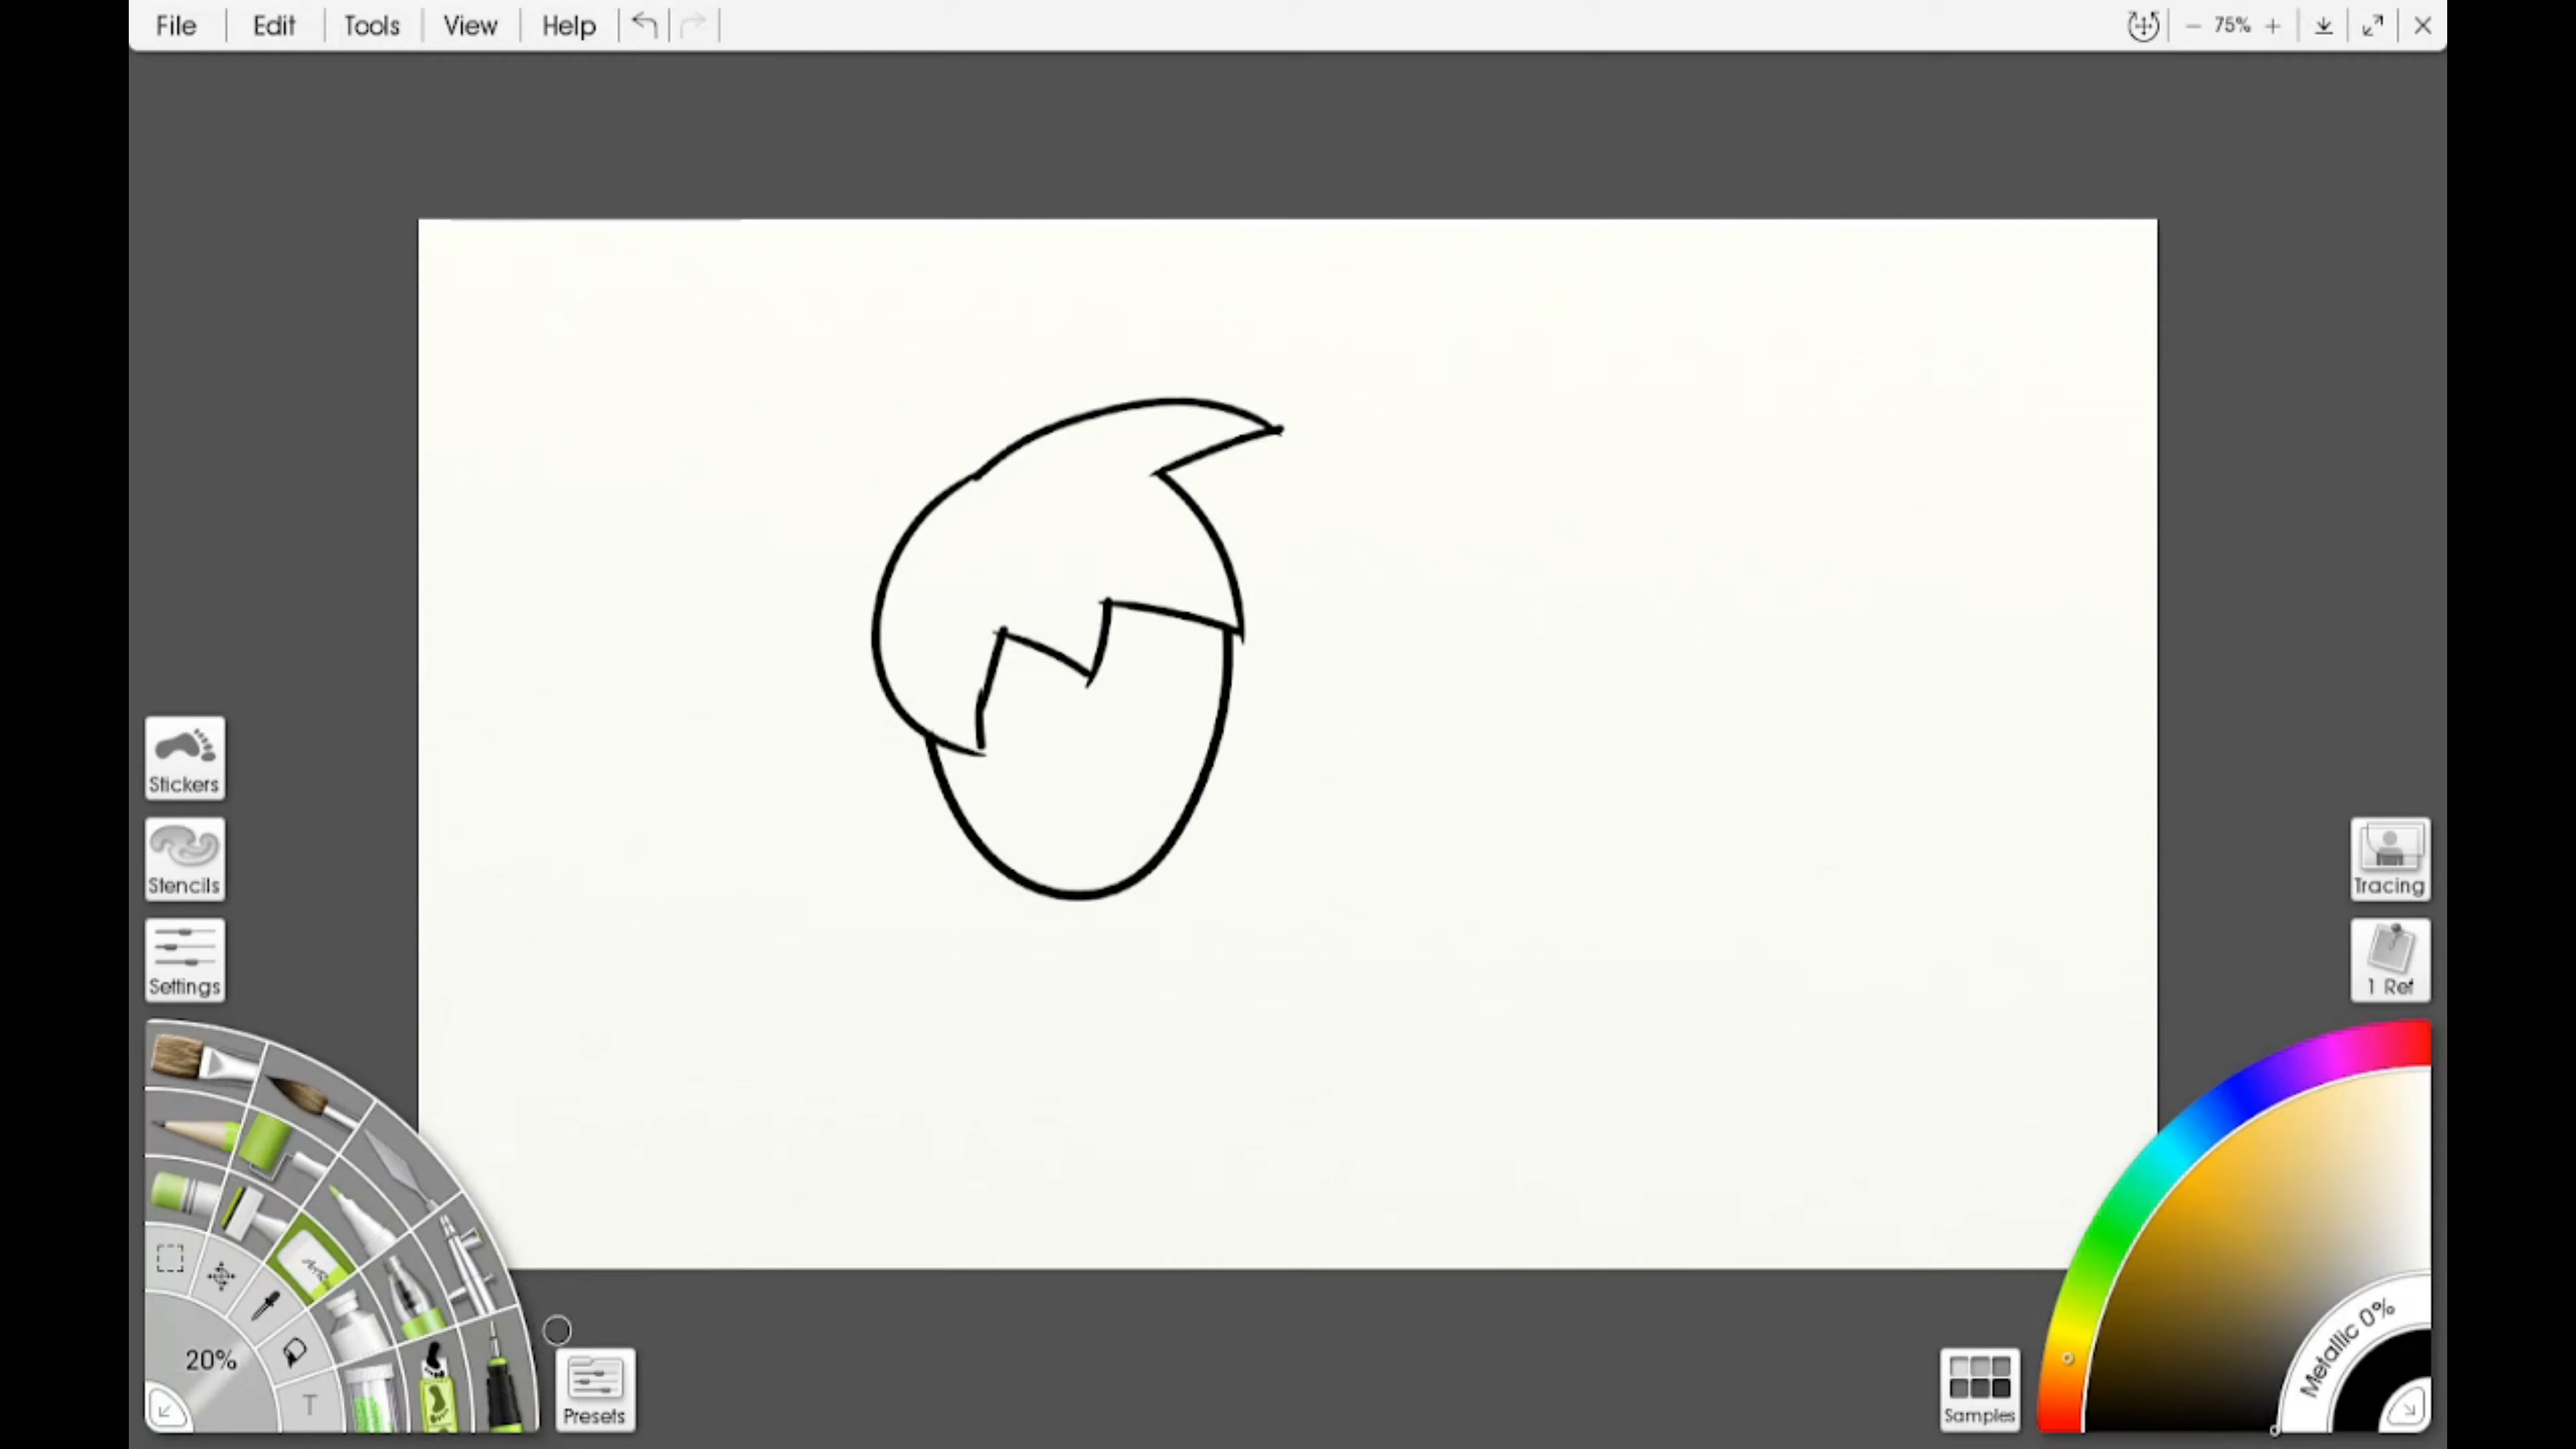 File Edit Tools View Help 75%
Stickers
Stencils
Settings
Tracing
1 Ref
20%
T
Presets
Samples
Metallic 0%